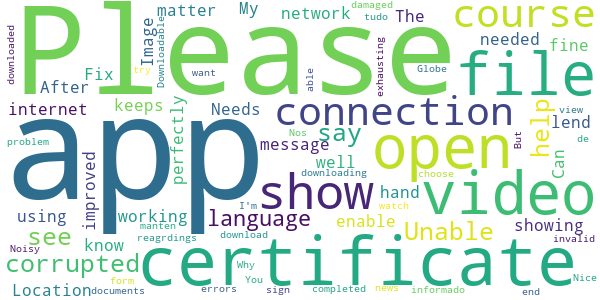 Please
app
certificate
file
open
video
show
connection
course
say
see
help
Unable
corrupted
language
message
internet
using
Location
know
working
keeps
After
Fix
matter
My
network
The
needed
fine
Image
Downloadable
downloaded
damaged
tudo
try
want
able
Globe
exhausting
Needs
perfectly
improved
problem
well
Nos
downloading
But
view
de
lend
Can
hand
choose
I'm
watch
enable
showing
invalid
manten
reagrdings
download
Noisy
documents
form
errors
Why
You
sign
completed
news
informado
end
Nice